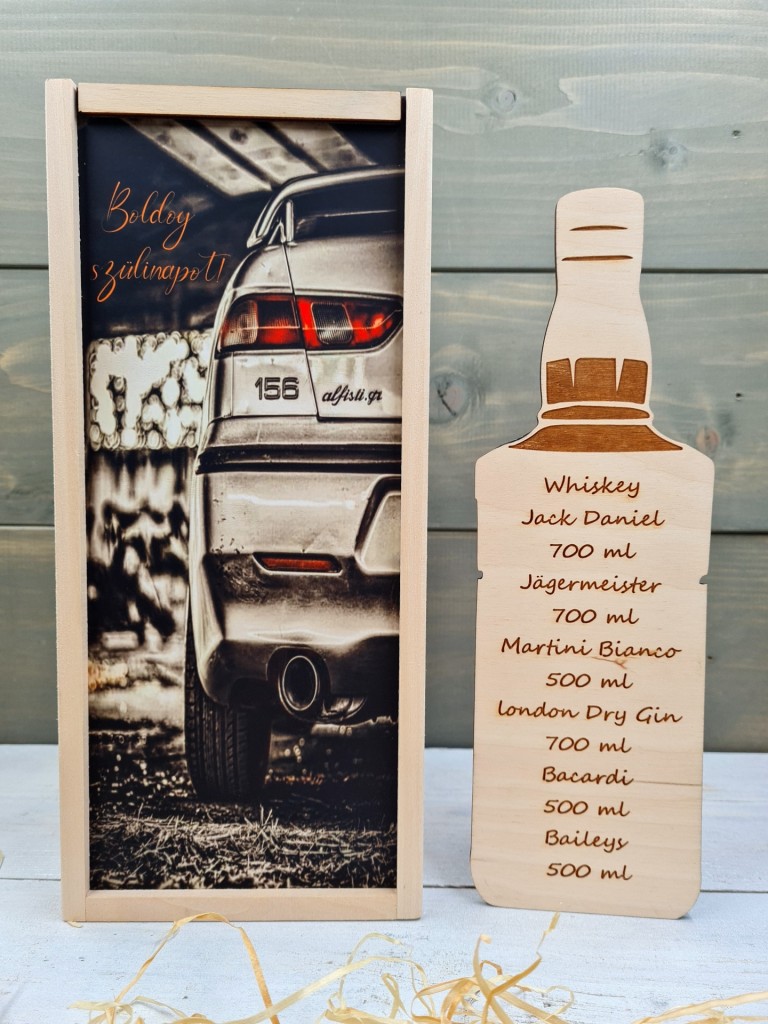 Boldog
szülinapot!
156
alfisti.gr
Whiskey
Jack Daniel
700 ml
Jägermeister
700 ml
Martini Bianco
500 ml
london Dry Gin
700 ml
Bacardi
500 ml
Baileys
500 ml